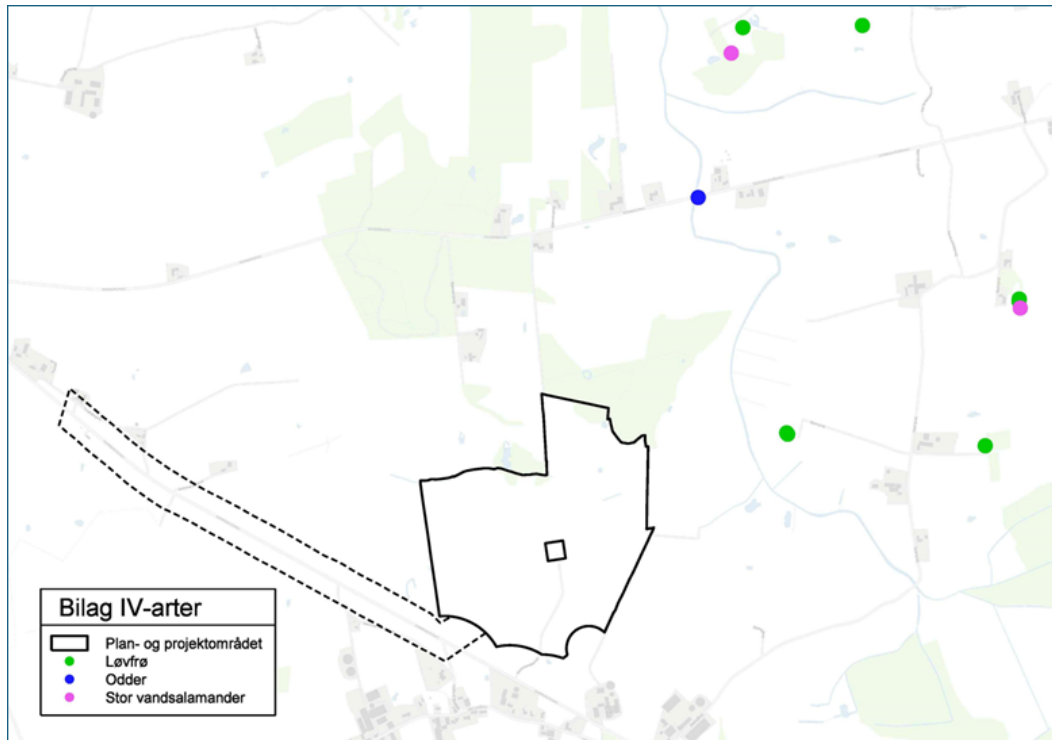 Bilag IV-arter
Plan- og projektområdet
Løvfrø
Odder
Stor vandsalamander